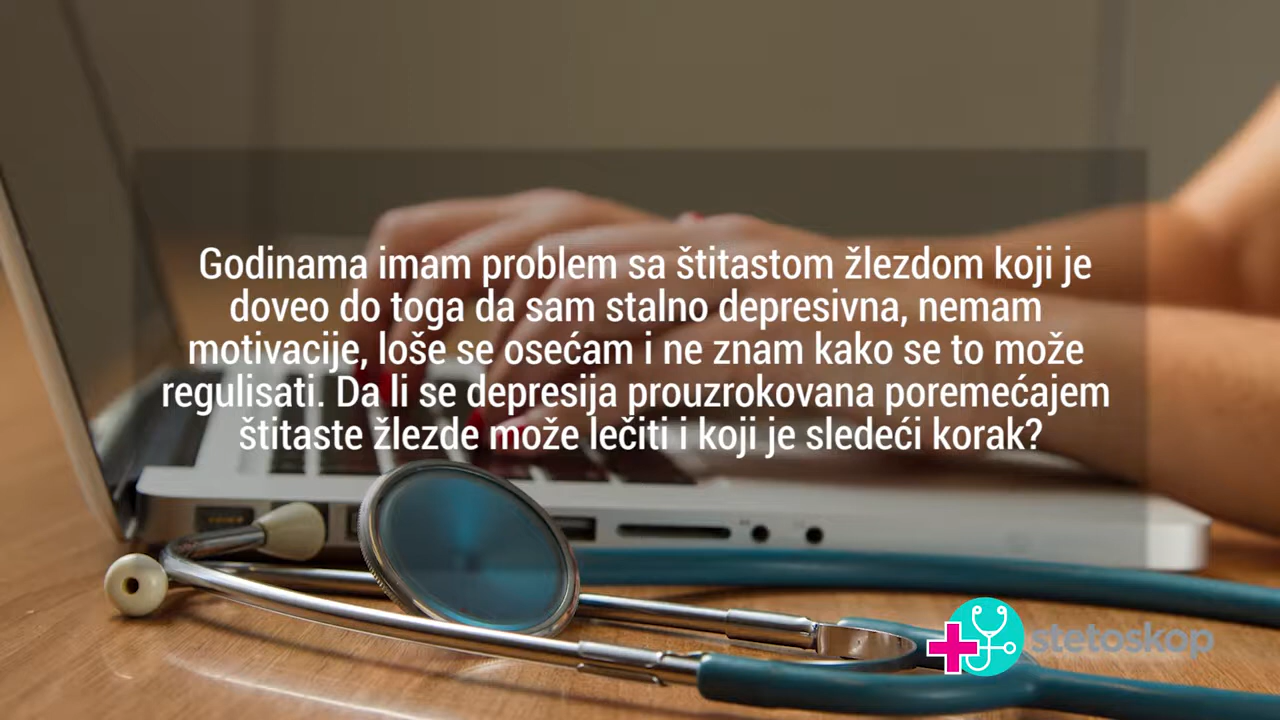 Godinama imam problem sa štitastom žlezdom koji je
doveo do toga da sam stalno depresivna, nemam
motivacije, loše se osećam i ne znam kako se to može
regulisati. Da li se depresija prouzrokovana poremećajem
štitaste žlezde može lečiti i koji je sledeći korak?
stetoskop